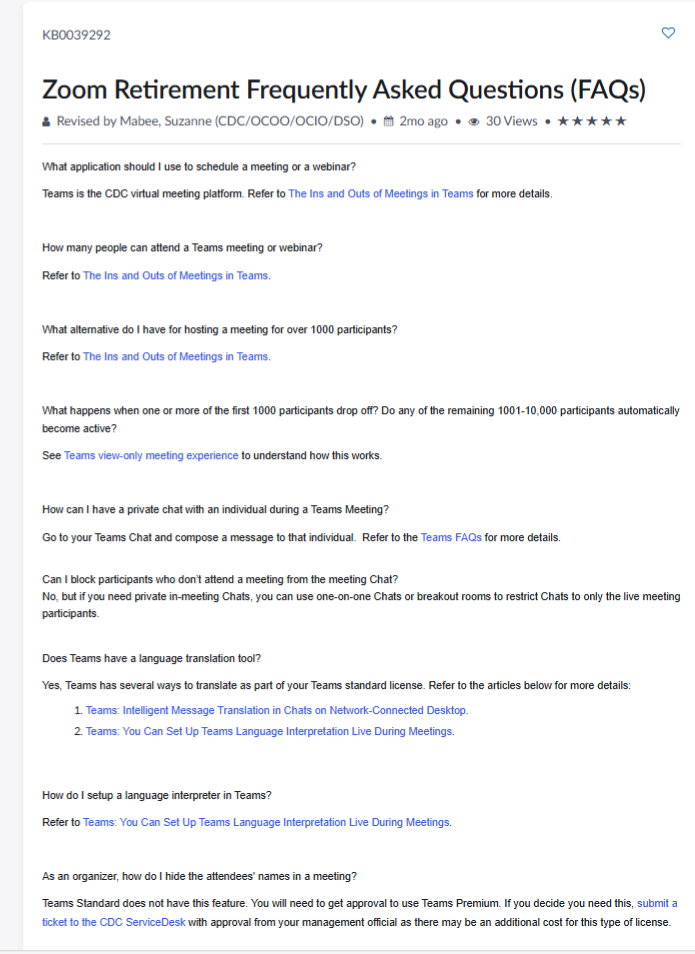 KB0039292
Zoom Retirement Frequently Asked Questions (FAQs)
Revised by Mabee, Suzanne (CDC/OCOO/OCIO/DSO) • 2mo ago • 30 Views • ★★★★★
What application should I use to schedule a meeting or a webinar?
Teams is the CDC virtual meeting platform. Refer to The Ins and Outs of Meetings in Teams for more details.
How many people can attend a Teams meeting or webinar?
Refer to The Ins and Outs of Meetings in Teams.
What alternative do I have for hosting a meeting for over 1000 participants?
Refer to The Ins and Outs of Meetings in Teams.
What happens when one or more of the first 1000 participants drop off? Do any of the remaining 1001-10,000 participants automatically
become active?
See Teams view-only meeting experience to understand how this works.
How can I have a private chat with an individual during a Teams Meeting?
Go to your Teams Chat and compose a message to that individual.  Refer to the Teams FAQs for more details.
Can I block participants who don't attend a meeting from the meeting Chat?
No, but if you need private in-meeting Chats, you can use one-on-one Chats or breakout rooms to restrict Chats to only the live meeting
participants.
Does Teams have a language translation tool?
Yes, Teams has several ways to translate as part of your Teams standard license. Refer to the articles below for more details:
1. Teams: Intelligent Message Translation in Chats on Network-Connected Desktop.
2. Teams: You Can Set Up Teams Language Interpretation Live During Meetings.
How do I setup a language interpreter in Teams?
Refer to Teams: You Can Set Up Teams Language Interpretation Live During Meetings.
As an organizer, how do I hide the attendees' names in a meeting?
Teams Standard does not have this feature. You will need to get approval to use Teams Premium. If you decide you need this, submit a
ticket to the CDC ServiceDesk with approval from your management official as there may be an additional cost for this type of license.